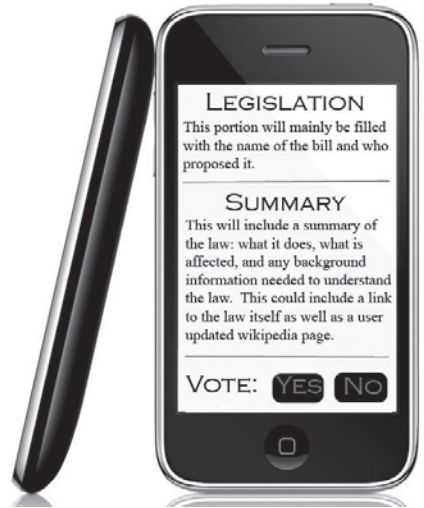 LEGISLATION
This portion will mainly be filled
with the name of the bill and who
proposed it.
SUMMARY
This will include a summary of
the law: what it does, what is
affected, and any background
information needed to understand
the law. This could include a link
to the law itself as well as a user
updated wikipedia page.
VOTE: YES NO